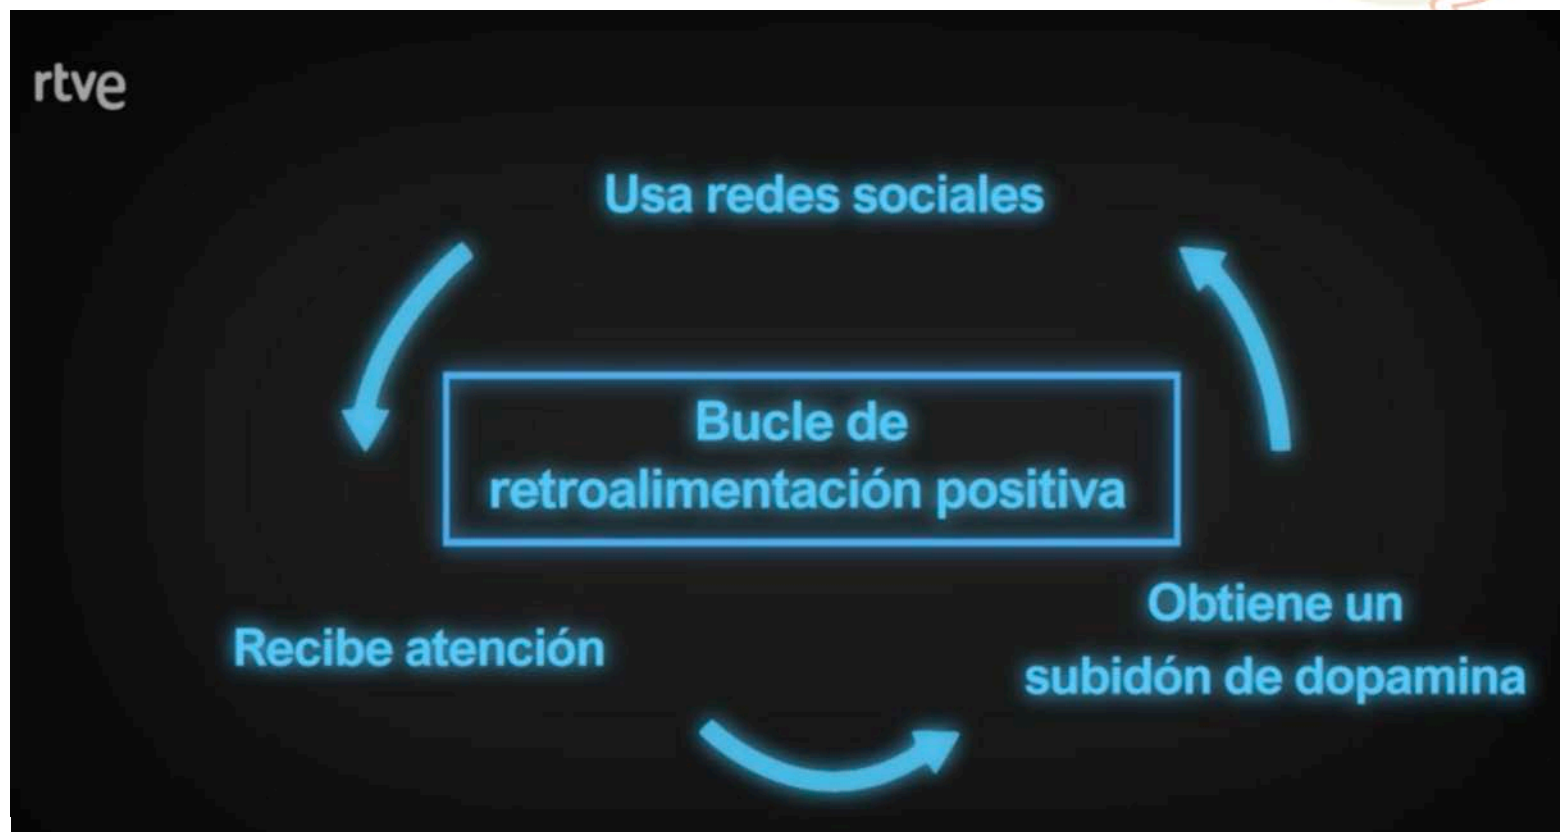 rtve
Usa redes sociales
Bucle de
retroalimentación positiva
Recibe atención
Obtiene un
subidón de dopamina